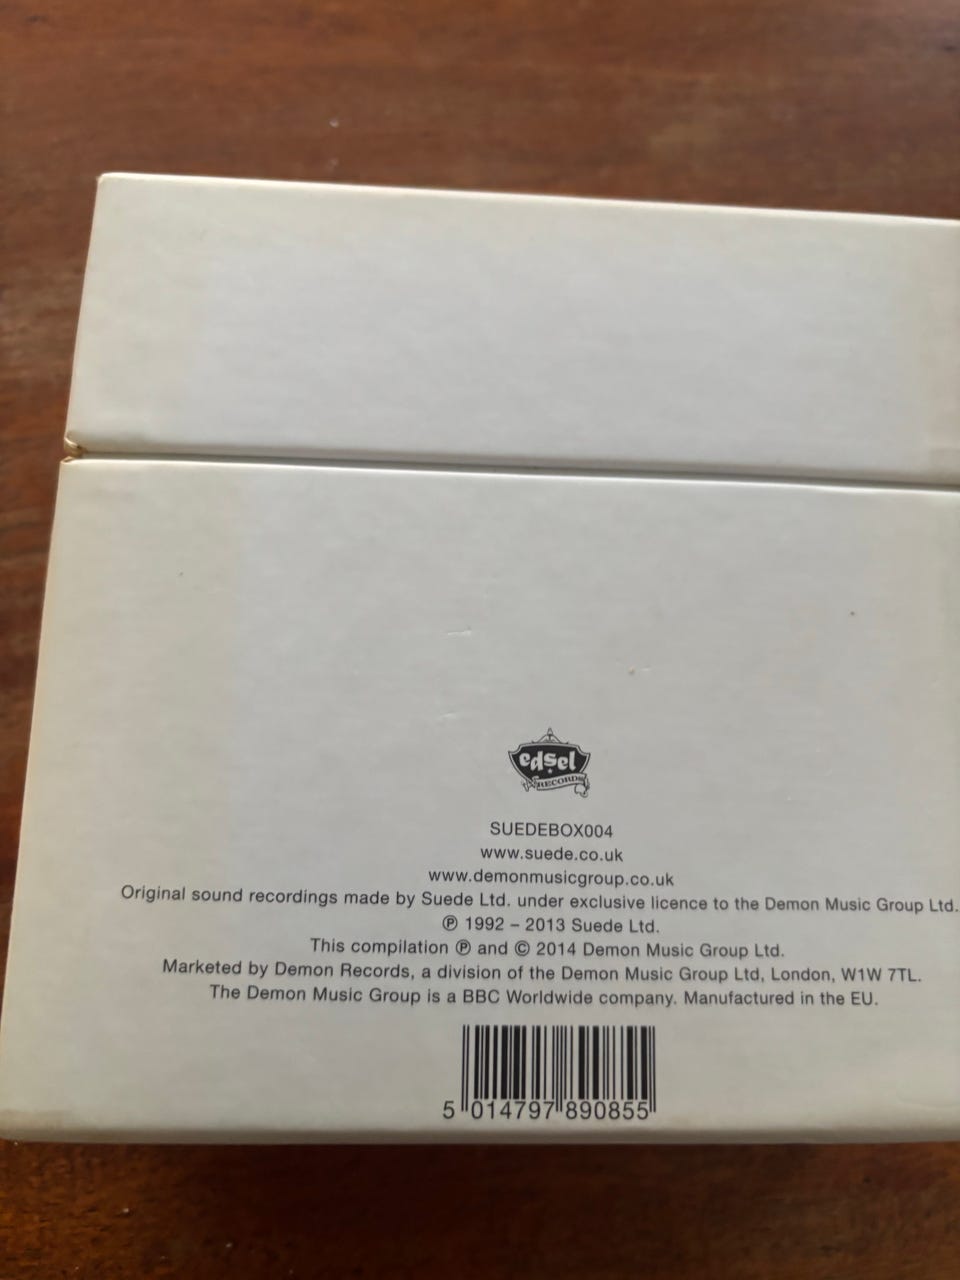 edsel
RECORDS
SUEDEBOX004
www.suede.co.uk
www.demonmusicgroup.co.uk
Original sound recordings made by Suede Ltd. under exclusive licence to the Demon Music Group Ltd.
℗ 1992 – 2013 Suede Ltd.
This compilation ℗ and © 2014 Demon Music Group Ltd.
Marketed by Demon Records, a division of the Demon Music Group Ltd, London, W1W 7TL.
The Demon Music Group is a BBC Worldwide company. Manufactured in the EU.
5 014797 890855